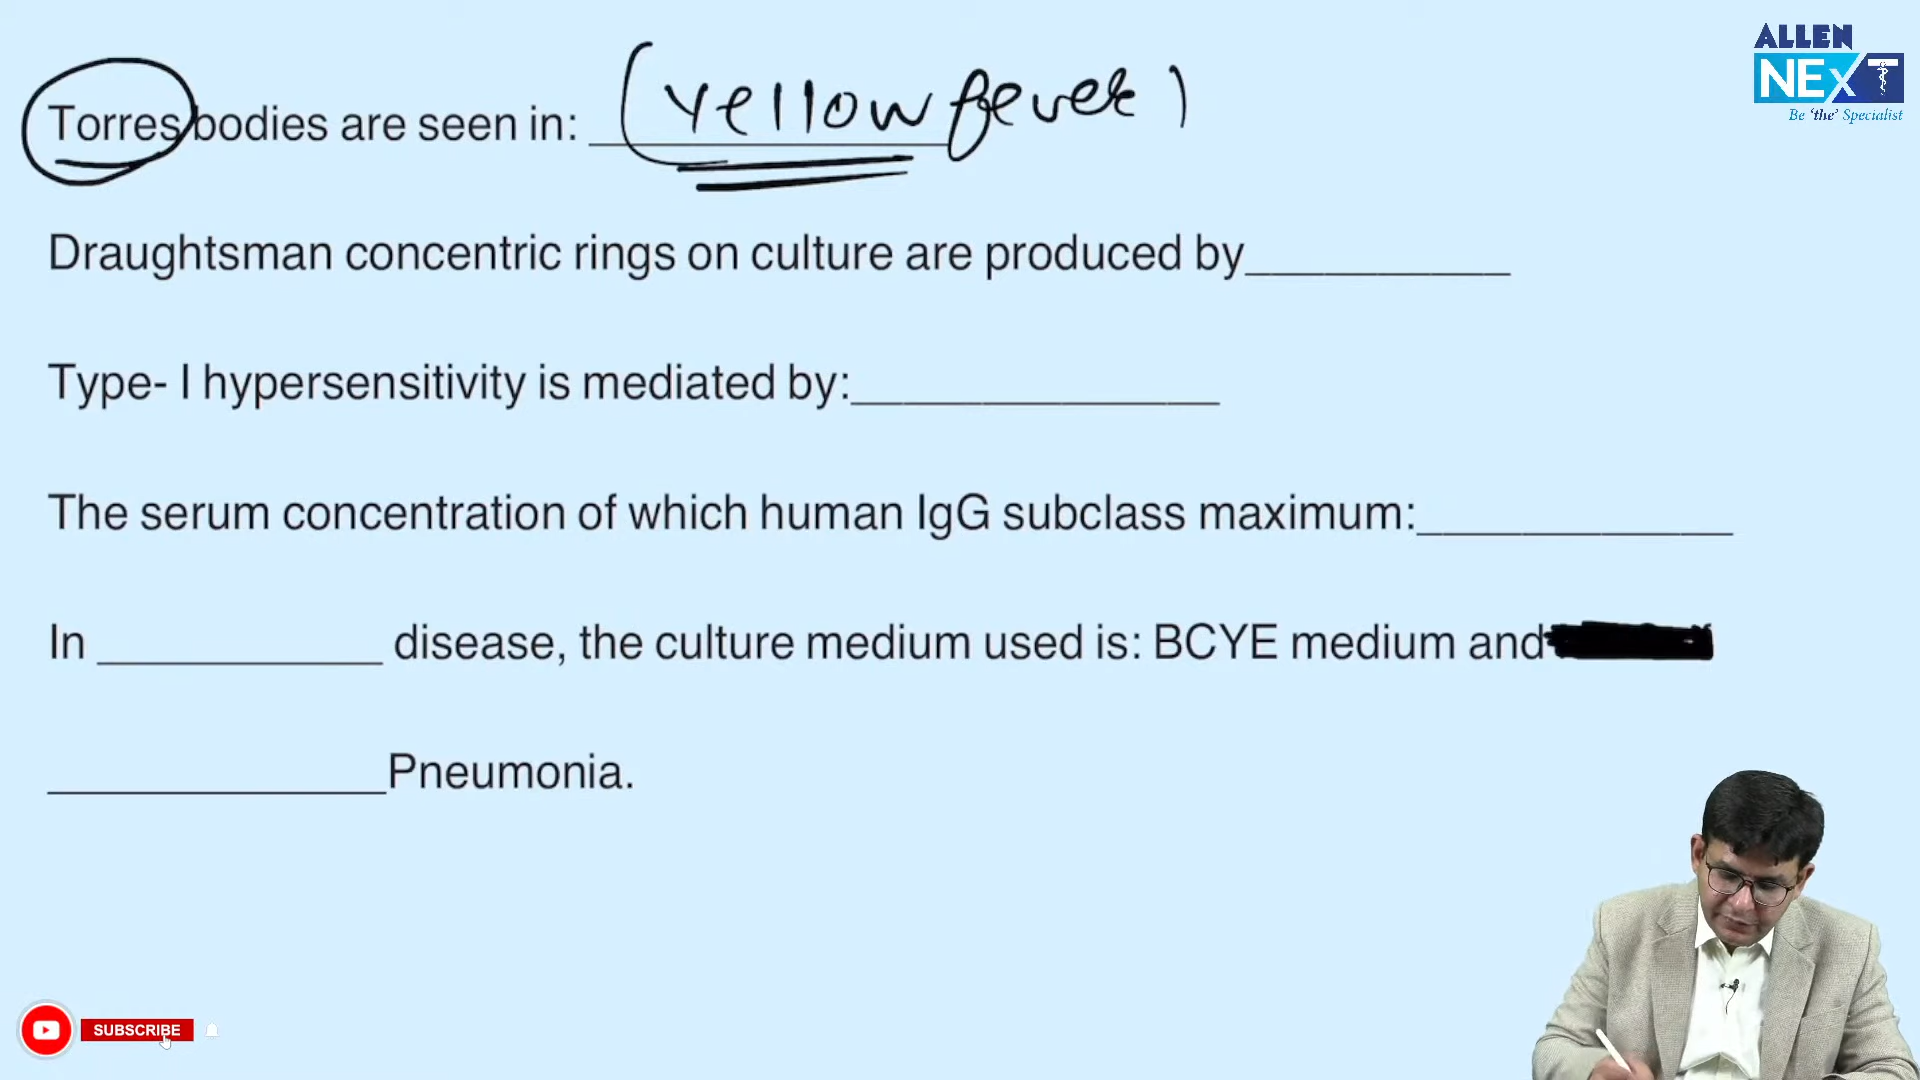 ALLEN
NExT
Be 'the' Specialist
Torres bodies are seen in: (yellow fever)
Draughtsman concentric rings on culture are produced by__________
Type- I hypersensitivity is mediated by:______________
The serum concentration of which human IgG subclass maximum:____________
In ___________ disease, the culture medium used is: BCYE medium and
_____________Pneumonia.
SUBSCRIBE